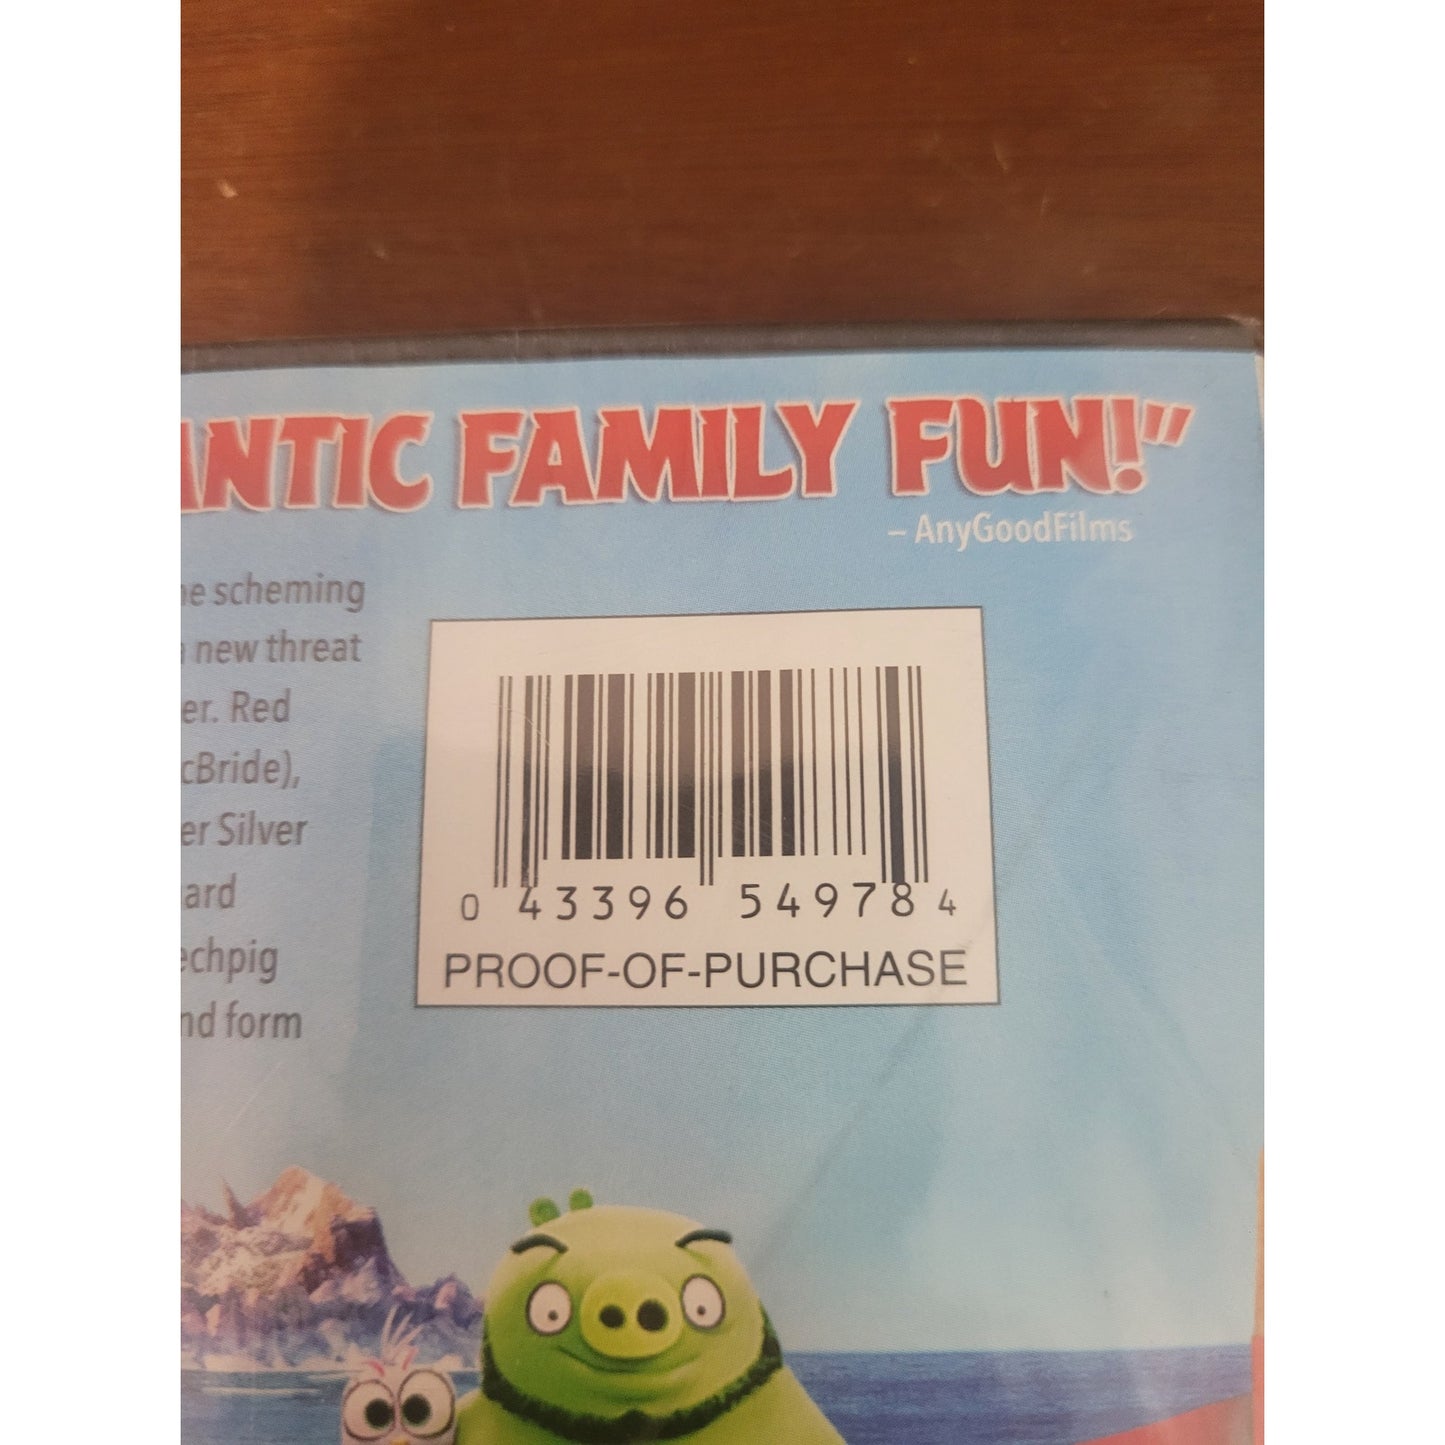 ANTIC FAMILY FUN!"
– AnyGoodFilms
he scheming
new threat
er. Red
cBride),
er Silver
ard
echpig
nd form
0 43396 54978 4
PROOF-OF-PURCHASE